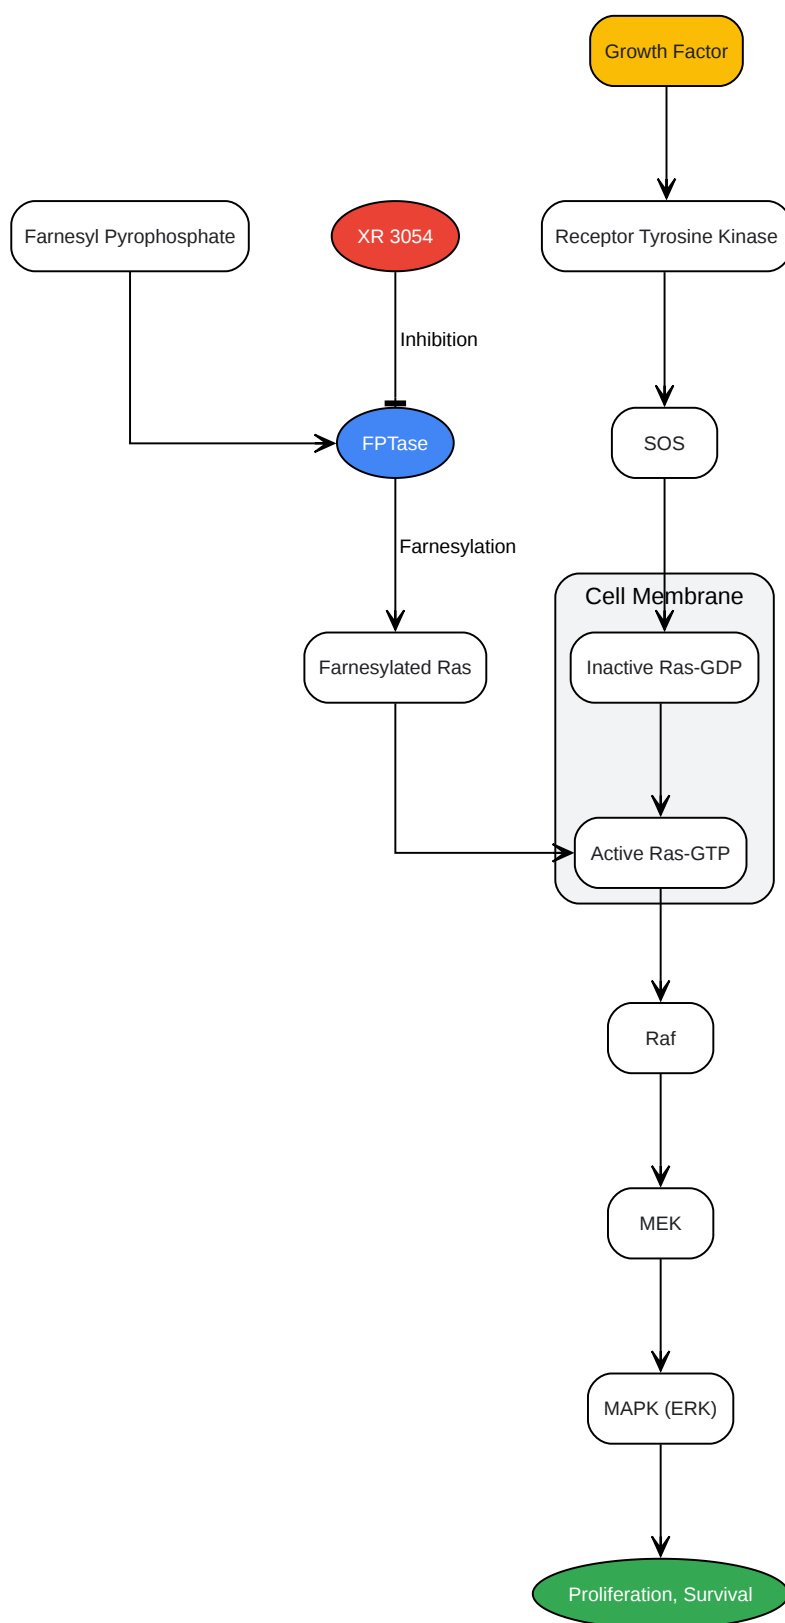 Growth Factor
Farnesyl Pyrophosphate
XR 3054
Receptor Tyrosine Kinase
Inhibition
FPTase
SOS
Farnesylation
Cell Membrane
Farnesylated Ras
Inactive Ras-GDP
Active Ras-GTP
Raf
MEK
MAPK (ERK)
Proliferation, Survival